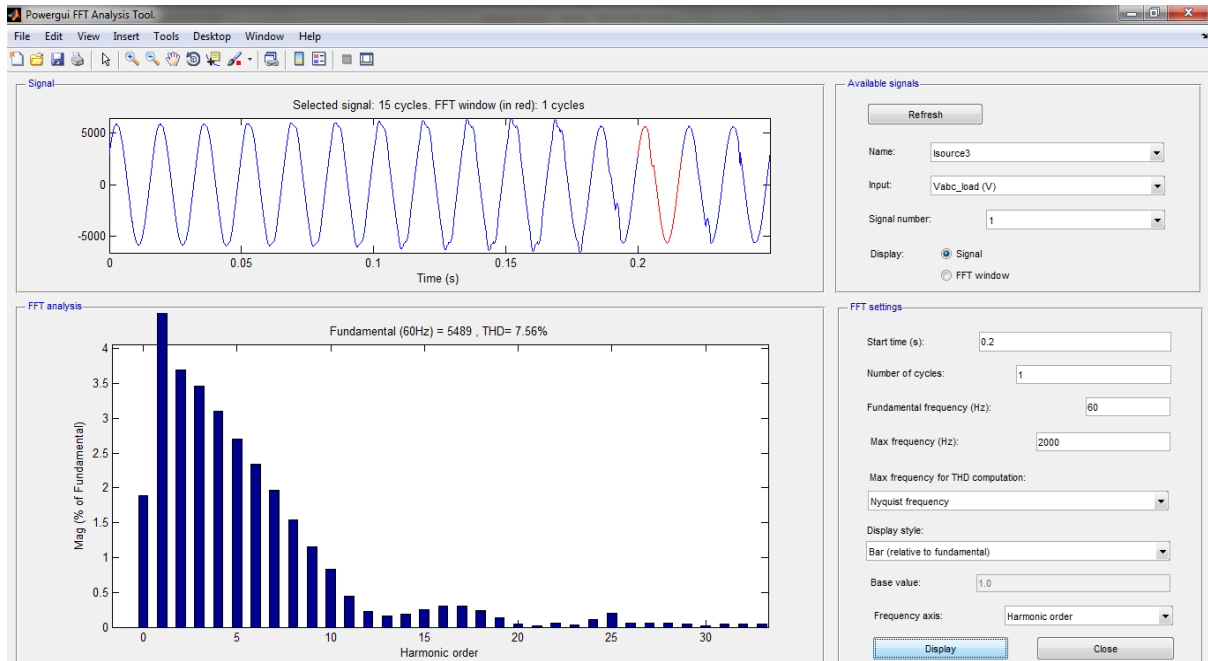 Powergui FFT Analysis Tool.
File Edit View Insert Tools Desktop Window Help
Signal
Selected signal: 15 cycles. FFT window (in red): 1 cycles
5000
0
-5000
0 0.05 0.1 0.15 0.2
Time (s)
FFT analysis
Fundamental (60Hz) = 5489 , THD= 7.56%
4
3.5
3
2.5
2
1.5
1
0.5
0
Mag (% of Fundamental)
0 5 10 15 20 25 30
Harmonic order
Available signals
Refresh
Name: Isource3
Input: Vabc_load (V)
Signal number: 1
Display: Signal
FFT window
FFT settings
Start time (s): 0.2
Number of cycles: 1
Fundamental frequency (Hz): 60
Max frequency (Hz): 2000
Max frequency for THD computation:
Nyquist frequency
Display style:
Bar (relative to fundamental)
Base value: 1.0
Frequency axis: Harmonic order
Display Close